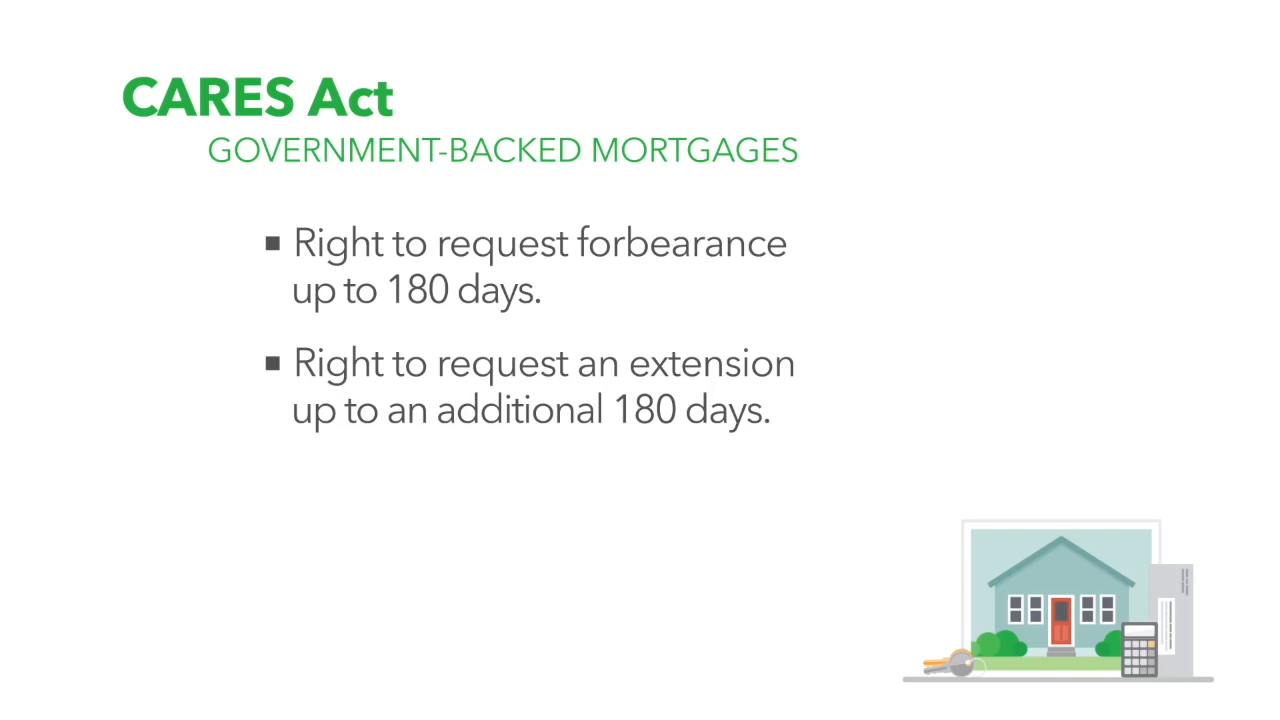 CARES Act
GOVERNMENT-BACKED MORTGAGES
▪ Right to request forbearance
up to 180 days.
▪ Right to request an extension
up to an additional 180 days.